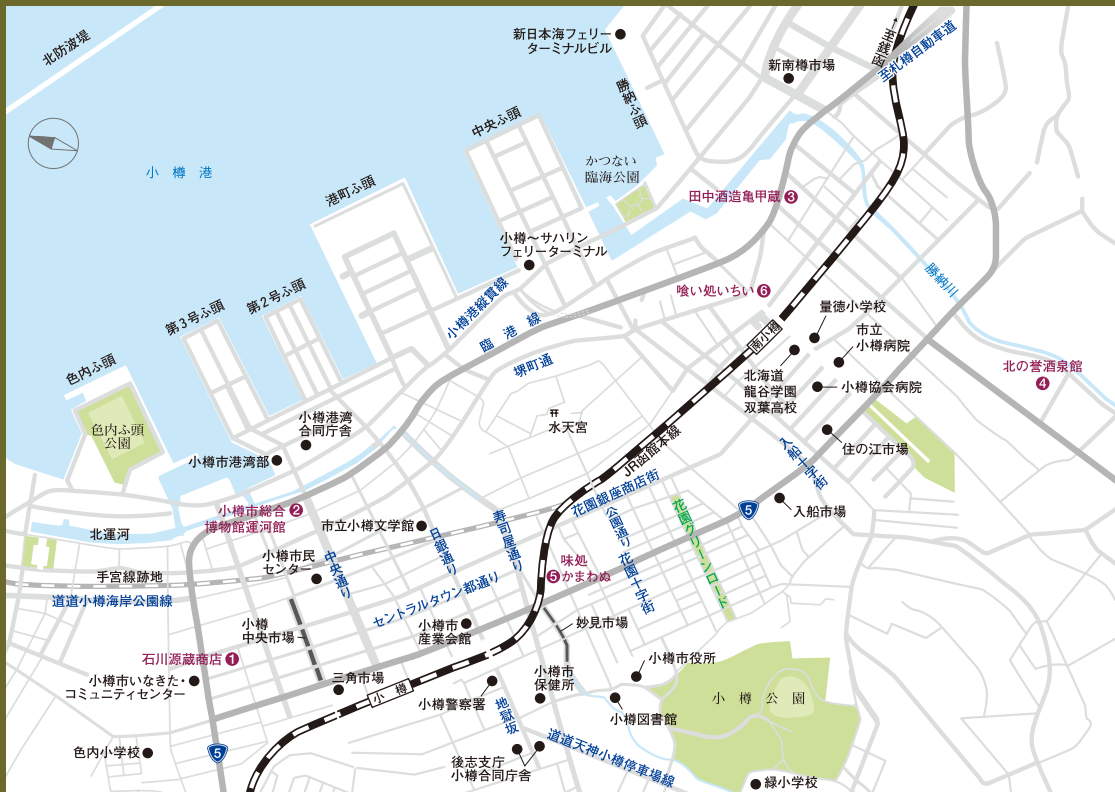 北防波堤
新日本海フェリー
ターミナルビル
↑至銭函
至札樽自動車道
新南樽市場
勝納ふ頭
中央ふ頭
小樽港
かつない
臨海公園
港町ふ頭
田中酒造亀甲蔵 3
小樽〜サハリン
フェリーターミナル
勝納川
第2号ふ頭
小樽港縦貫線
喰い処いちい 6
第3号ふ頭
臨港線
量徳小学校
南小樽
市立
小樽病院
色内ふ頭
堺町通
北海道
龍谷学園
双葉高校
小樽協会病院
北の誉酒泉館
4
色内ふ頭
公園
小樽港湾
合同庁舎
水天宮
住の江市場
小樽市港湾部
JR函館本線
入船十字街
花園銀座商店街
小樽市総合 2
博物館運河館
5
入船市場
北運河
市立小樽文学館
日銀通り
寿司屋通り
公園通り
花園グリーンロード
小樽市民
センター
中央通り
味処
5 かまわぬ
花園十字街
手宮線跡地
道道小樽海岸公園線
セントラルタウン都通り
小樽
中央市場
小樽市
産業会館
妙見市場
石川源蔵商店 1
小樽市いなきた・
コミュニティセンター
三角市場
小樽
小樽警察署
小樽市
保健所
小樽市役所
小樽公園
地獄坂
小樽図書館
色内小学校
5
後志支庁
小樽合同庁舎
道道天神小樽停車場線
緑小学校